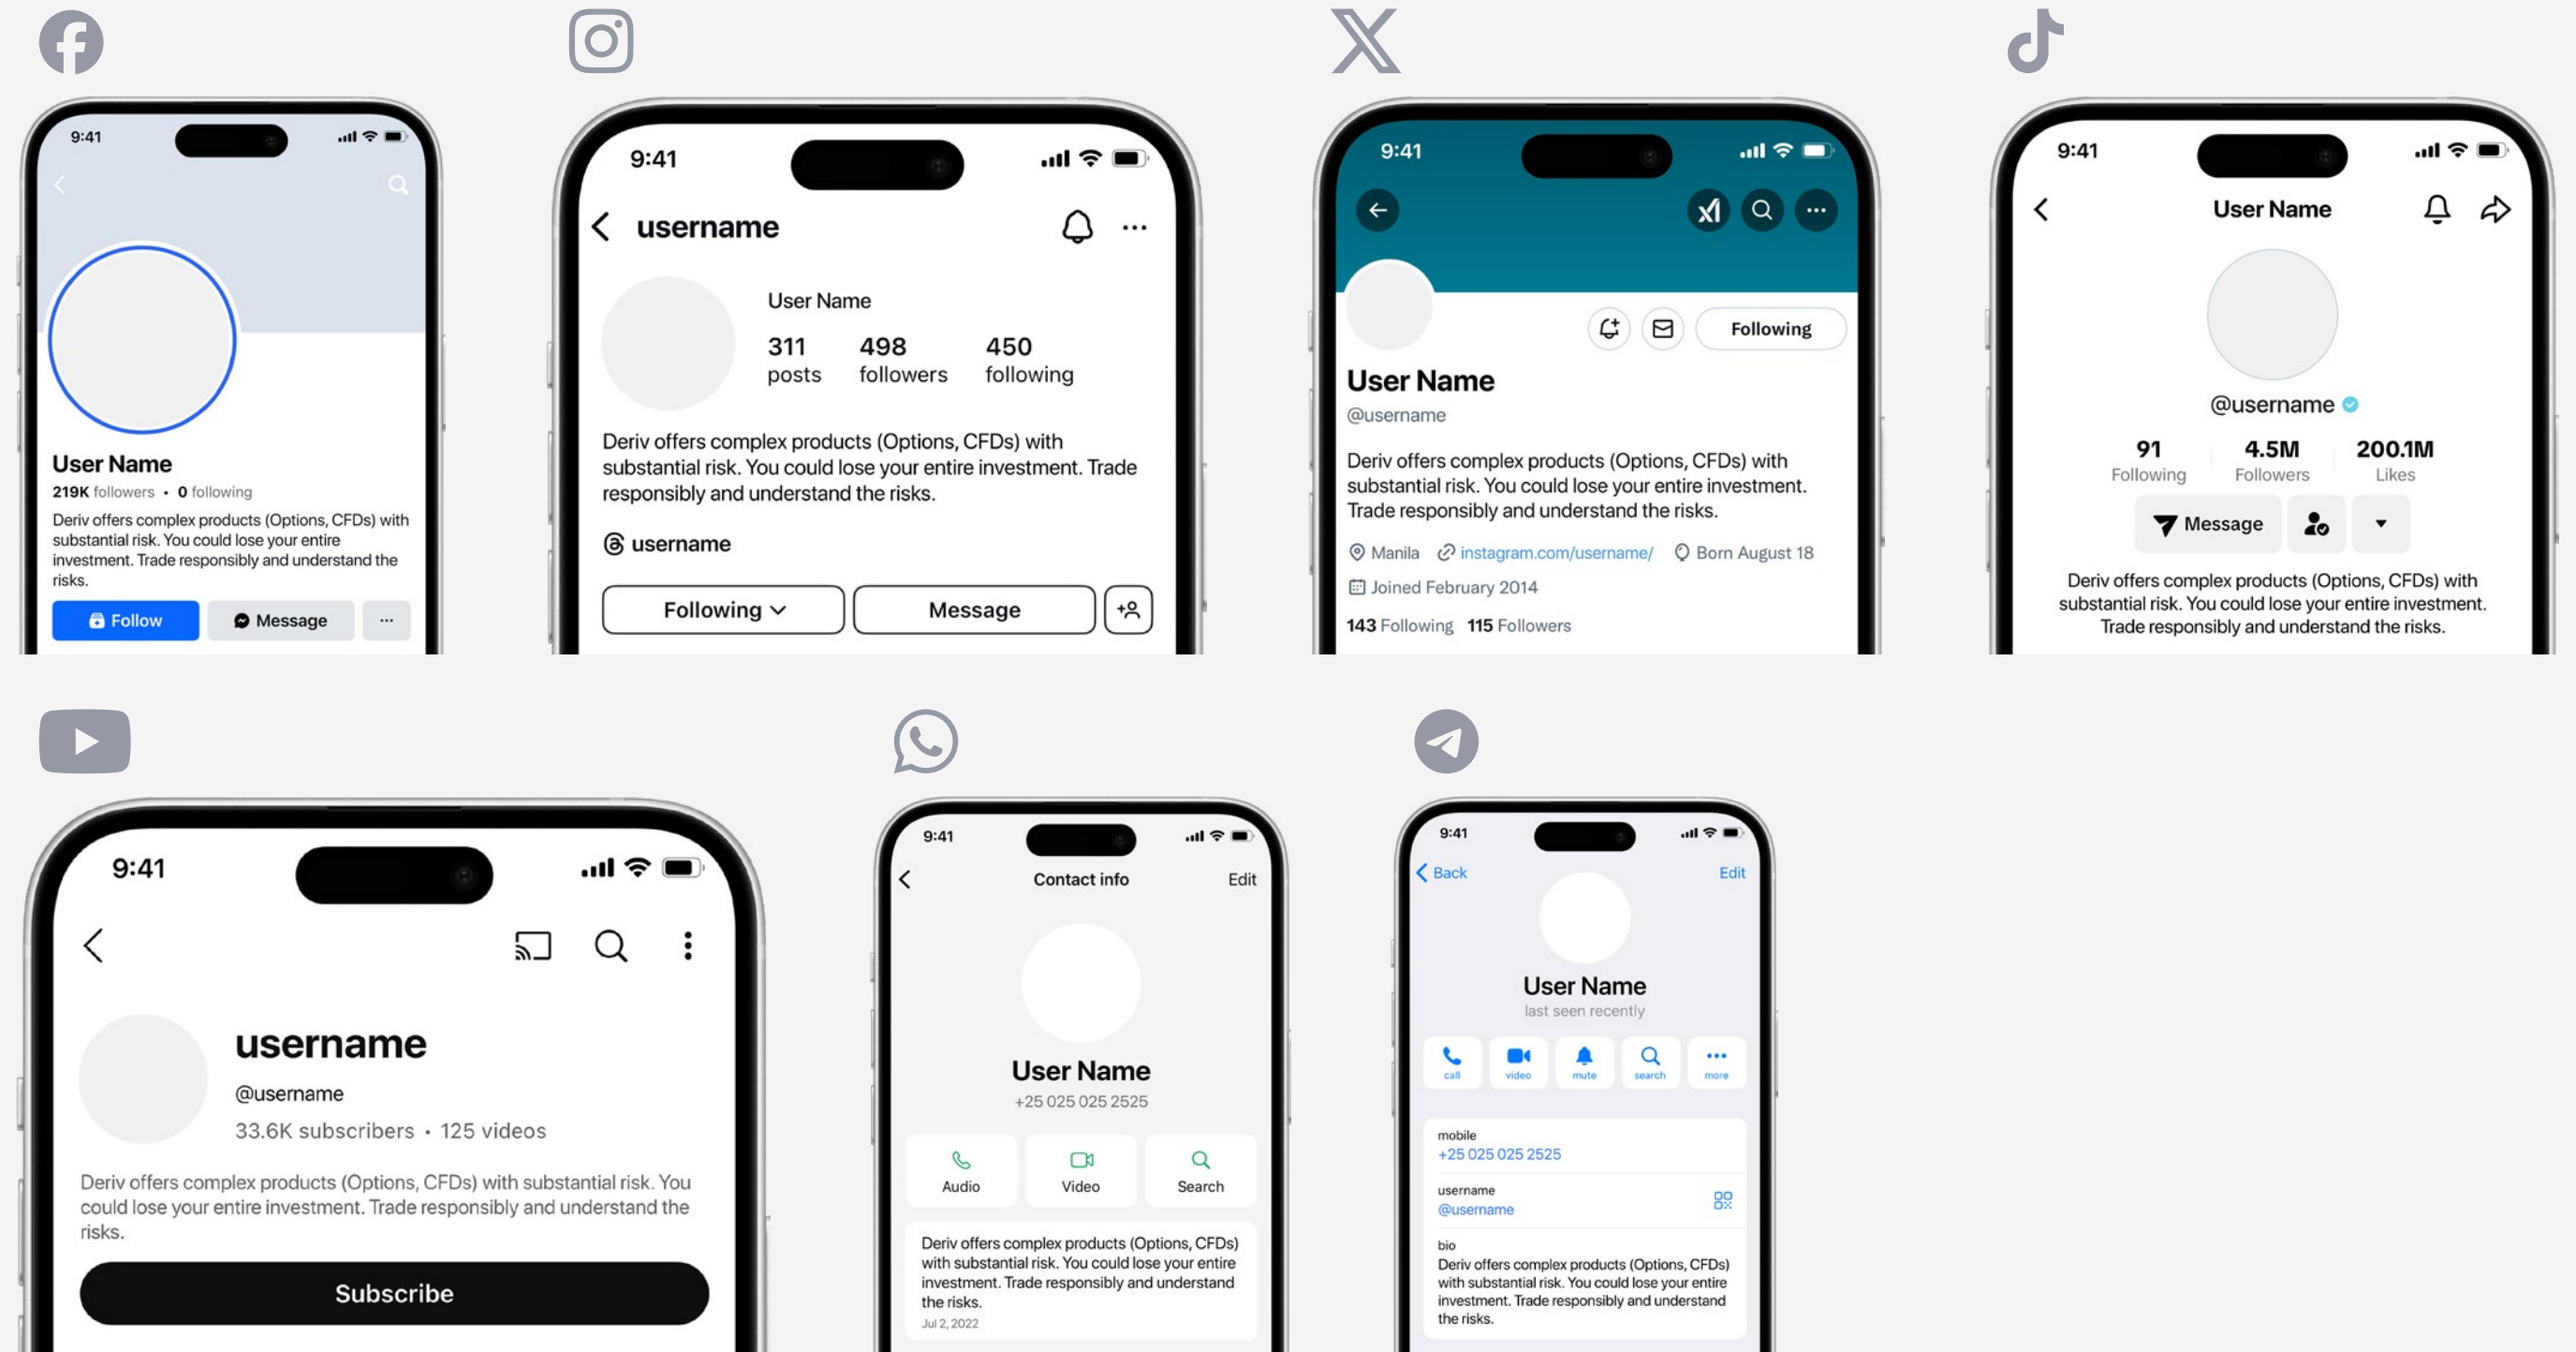 9:41
User Name
219K followers • 0 following
Deriv offers complex products (Options, CFDs) with
substantial risk. You could lose your entire
investment. Trade responsibly and understand the
risks.
Follow
Message
9:41
username
User Name
311 498 450
posts followers following
Deriv offers complex products (Options, CFDs) with
substantial risk. You could lose your entire investment. Trade
responsibly and understand the risks.
username
Following
Message
9:41
Following
User Name
@username
Deriv offers complex products (Options, CFDs) with
substantial risk. You could lose your entire investment.
Trade responsibly and understand the risks.
Manila instagram.com/username/ Born August 18
Joined February 2014
143 Following 115 Followers
9:41
User Name
@username
91 4.5M 200.1M
Following Followers Likes
Message
Deriv offers complex products (Options, CFDs) with
substantial risk. You could lose your entire investment.
Trade responsibly and understand the risks.
9:41
username
@username
33.6K subscribers • 125 videos
Deriv offers complex products (Options, CFDs) with substantial risk. You
could lose your entire investment. Trade responsibly and understand the
risks.
Subscribe
9:41
Contact info Edit
User Name
+25 025 025 2525
Audio Video Search
Deriv offers complex products (Options, CFDs)
with substantial risk. You could lose your entire
investment. Trade responsibly and understand
the risks.
Jul 2, 2022
9:41
Back Edit
User Name
last seen recently
call video mute search more
mobile
+25 025 025 2525
username
@username
bio
Deriv offers complex products (Options, CFDs)
with substantial risk. You could lose your entire
investment. Trade responsibly and understand
the risks.